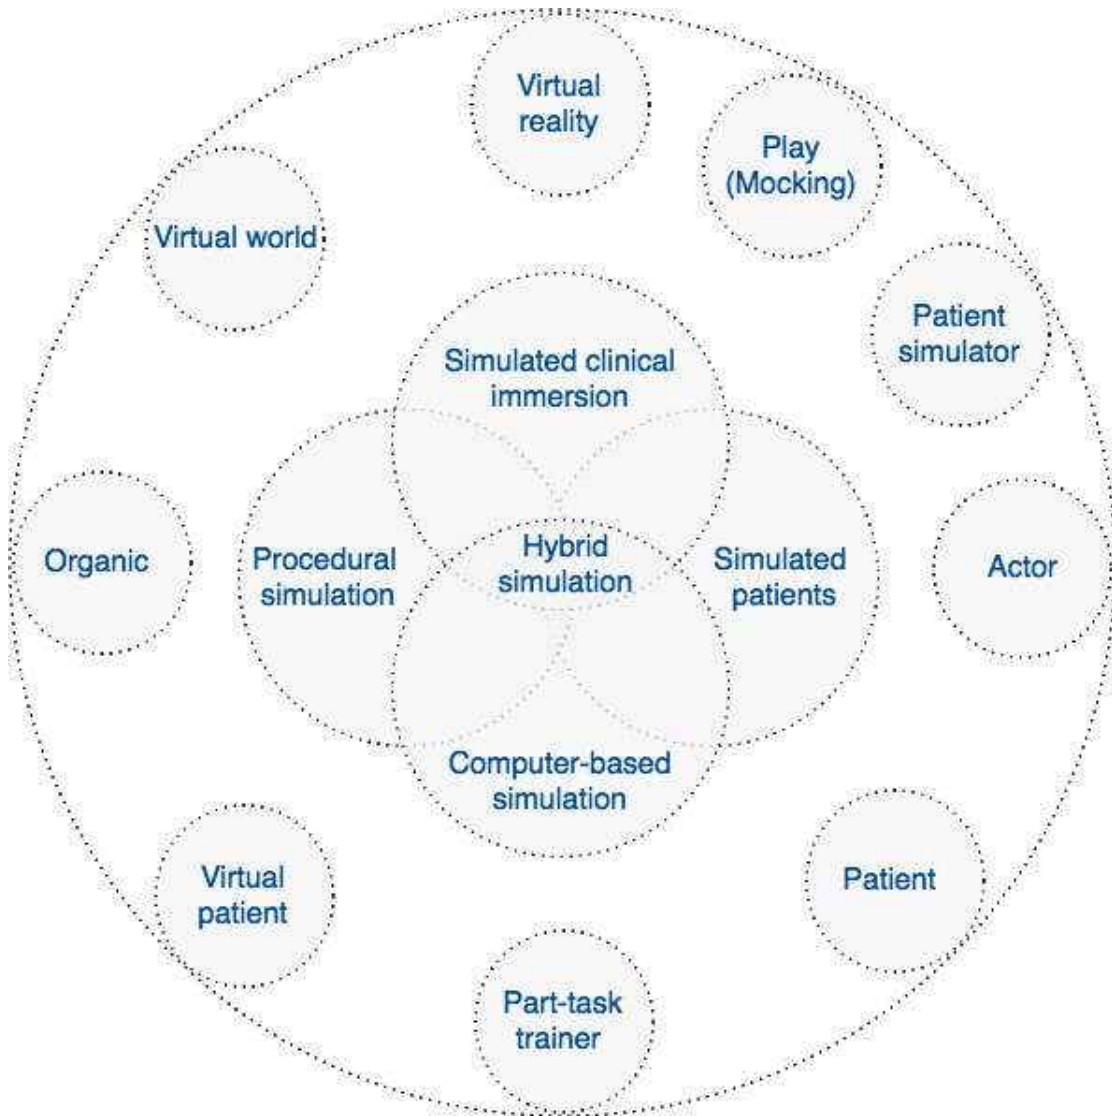 Virtual
reality
Play
(Mocking)
Virtual world
Patient
simulator
Simulated clinical
immersion
Organic
Procedural
simulation
Hybrid
simulation
Simulated
patients
Actor
Computer-based
simulation
Virtual
patient
Patient
Part-task
trainer